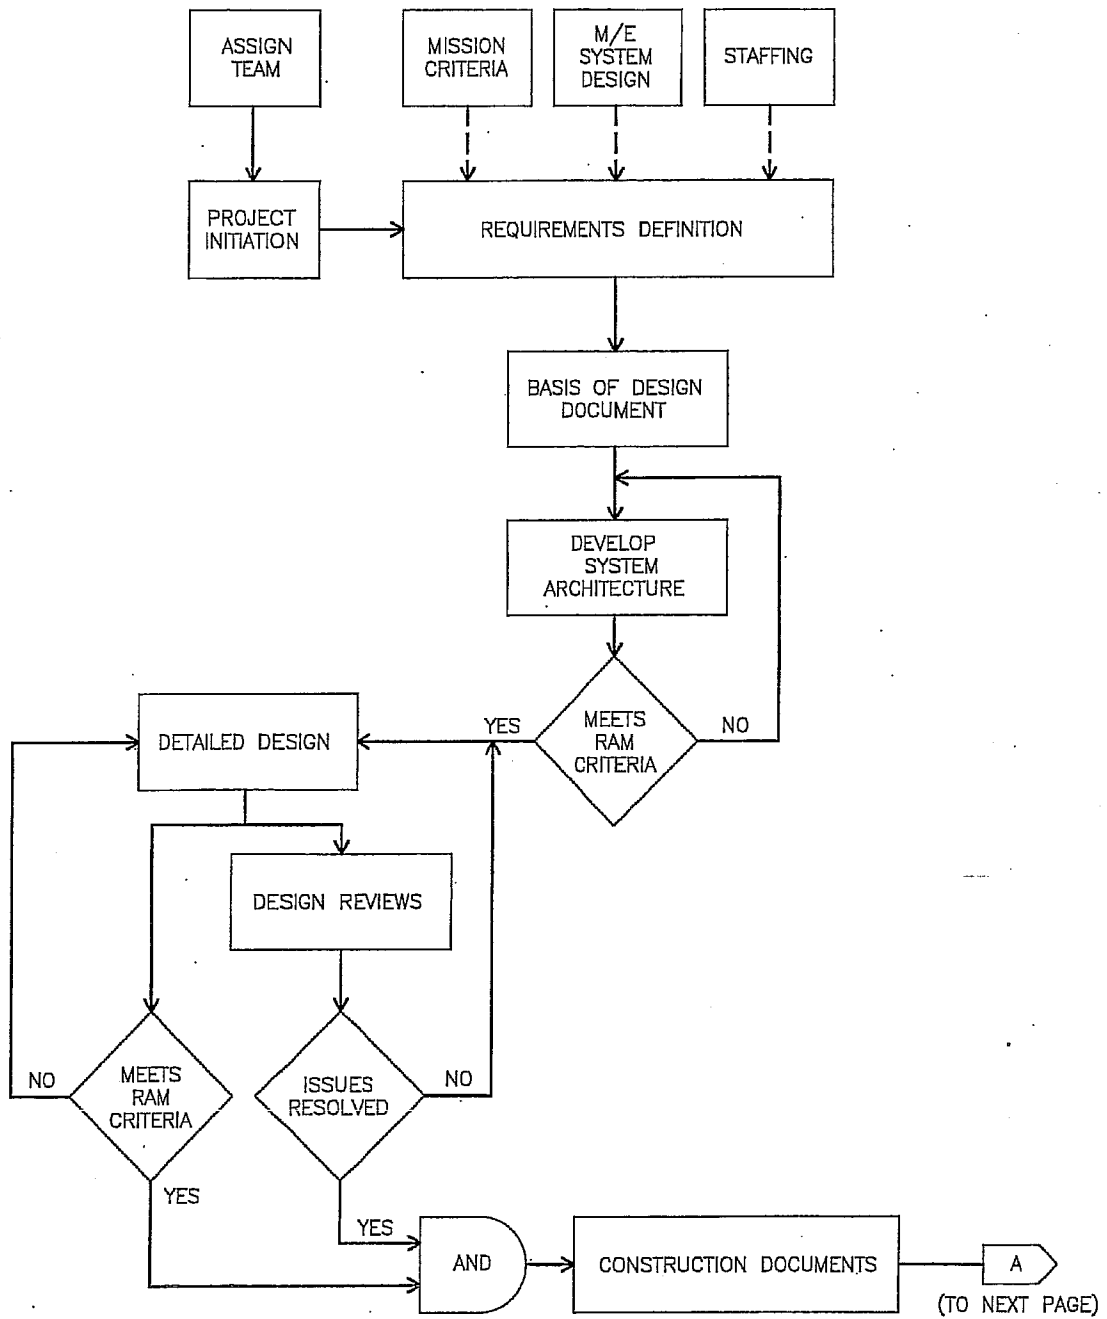 ASSIGN
TEAM
MISSION
CRITERIA
M/E
SYSTEM
DESIGN
STAFFING
PROJECT
INITIATION
REQUIREMENTS DEFINITION
BASIS OF DESIGN
DOCUMENT
DEVELOP
SYSTEM
ARCHITECTURE
MEETS
RAM
CRITERIA
YES
NO
DETAILED DESIGN
DESIGN REVIEWS
MEETS
RAM
CRITERIA
NO
YES
ISSUES
RESOLVED
NO
YES
AND
CONSTRUCTION DOCUMENTS
A
(TO NEXT PAGE)